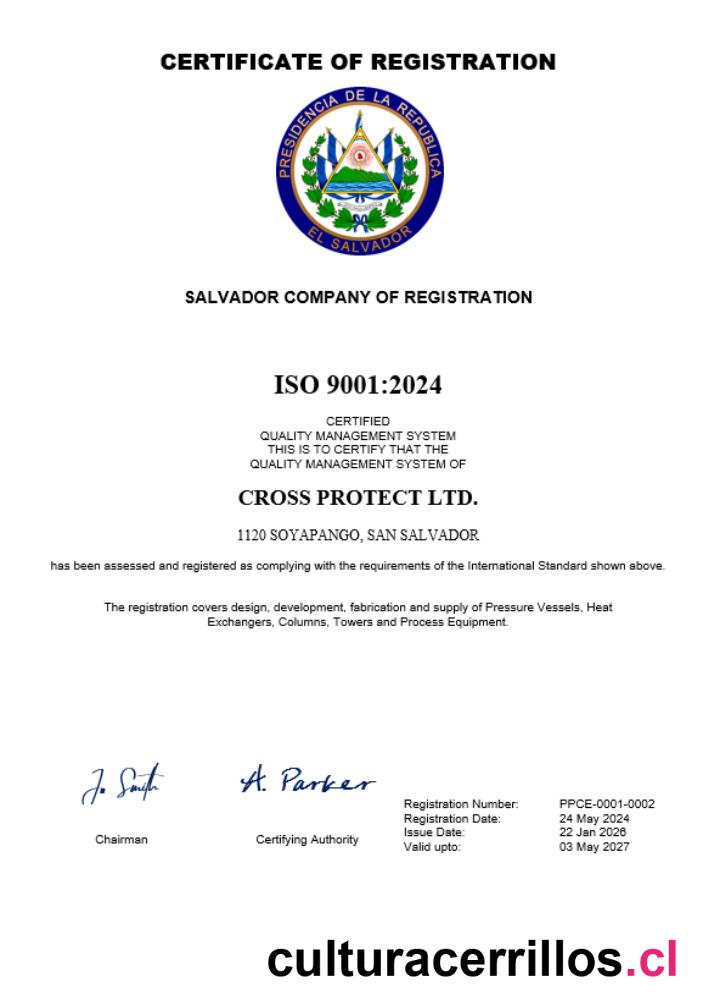 CERTIFICATE OF REGISTRATION
PRESIDENCIA DE LA REPUBLICA
EL SALVADOR
SALVADOR COMPANY OF REGISTRATION
ISO 9001:2024
CERTIFIED
QUALITY MANAGEMENT SYSTEM
THIS IS TO CERTIFY THAT THE
QUALITY MANAGEMENT SYSTEM OF
CROSS PROTECT LTD.
1120 SOYAPANGO, SAN SALVADOR
has been assessed and registered as complying with the requirements of the International Standard shown above.
The registration covers design, development, fabrication and supply of Pressure Vessels, Heat
Exchangers, Columns, Towers and Process Equipment.
A. Parker
Chairman
Certifying Authority
Registration Number: PPCE-0001-0002
Registration Date: 24 May 2024
Issue Date: 22 Jan 2026
Valid upto: 03 May 2027
culturacerrillos.cl